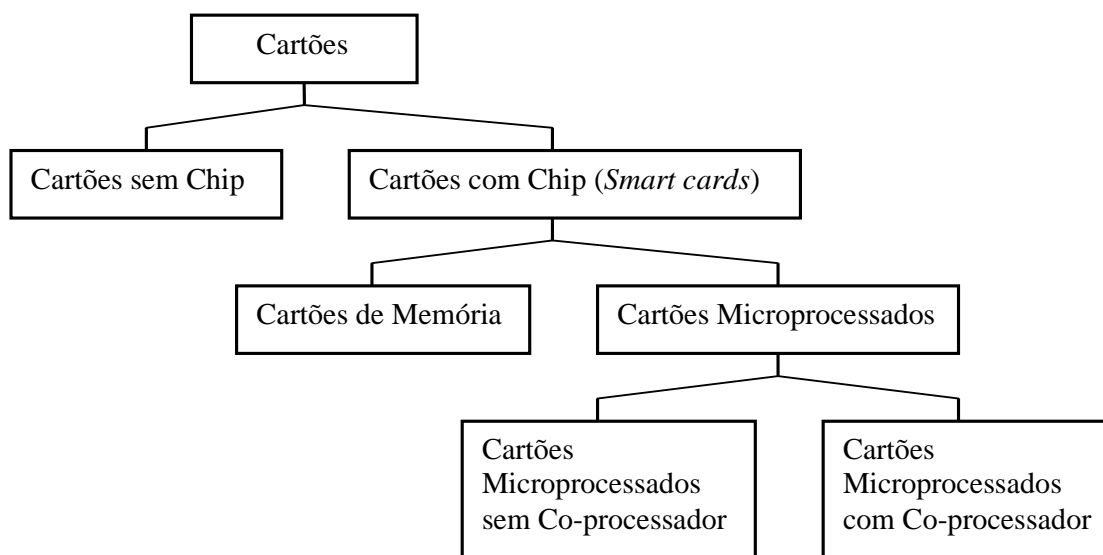 Cartões
Cartões sem Chip
Cartões com Chip (Smart cards)
Cartões de Memória
Cartões Microprocessados
Cartões
Microprocessados
sem Co-processador
Cartões
Microprocessados
com Co-processador